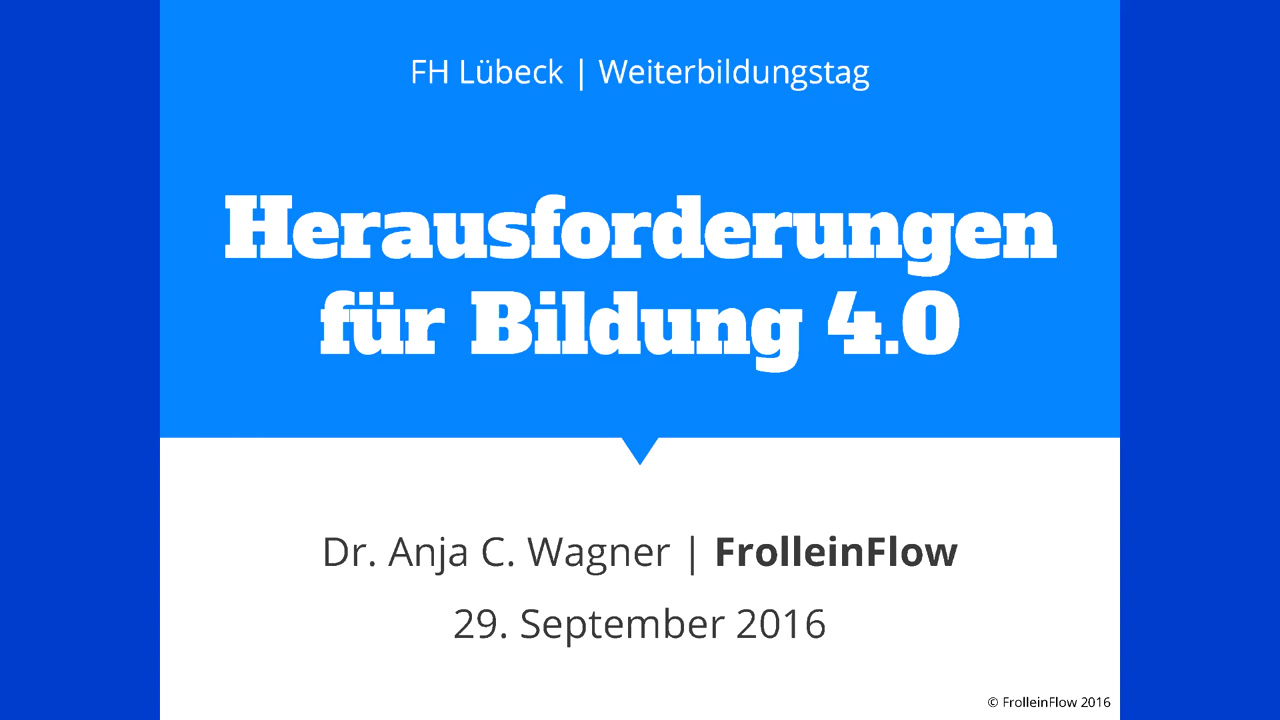 FH Lübeck | Weiterbildungstag
Herausforderungen
für Bildung 4.0
Dr. Anja C. Wagner | FrolleinFlow
29. September 2016
© FrolleinFlow 2016